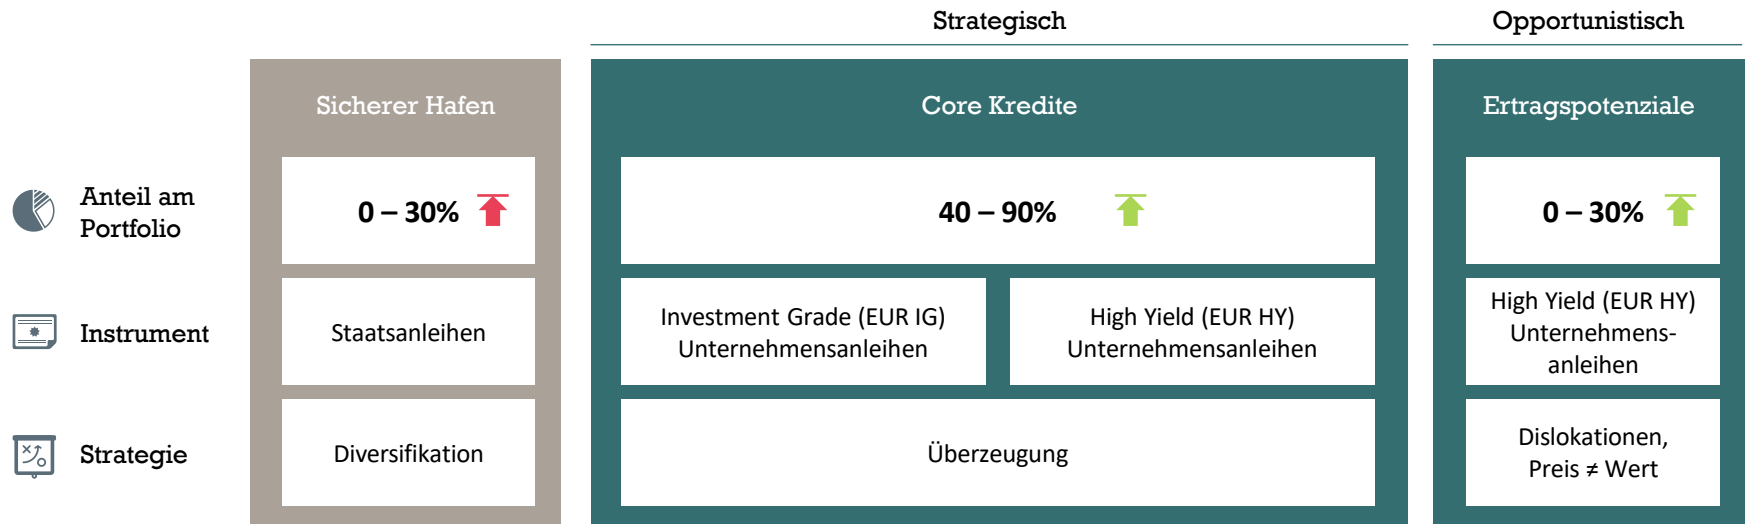 Strategisch
Opportunistisch
Sicherer Hafen
Core Kredite
Ertragspotenziale
Anteil am
Portfolio
0 – 30%
40 – 90%
0 – 30%
Instrument
Staatsanleihen
Investment Grade (EUR IG)
Unternehmensanleihen
High Yield (EUR HY)
Unternehmensanleihen
High Yield (EUR HY)
Unternehmens-
anleihen
Strategie
Diversifikation
Überzeugung
Dislokationen,
Preis ≠ Wert